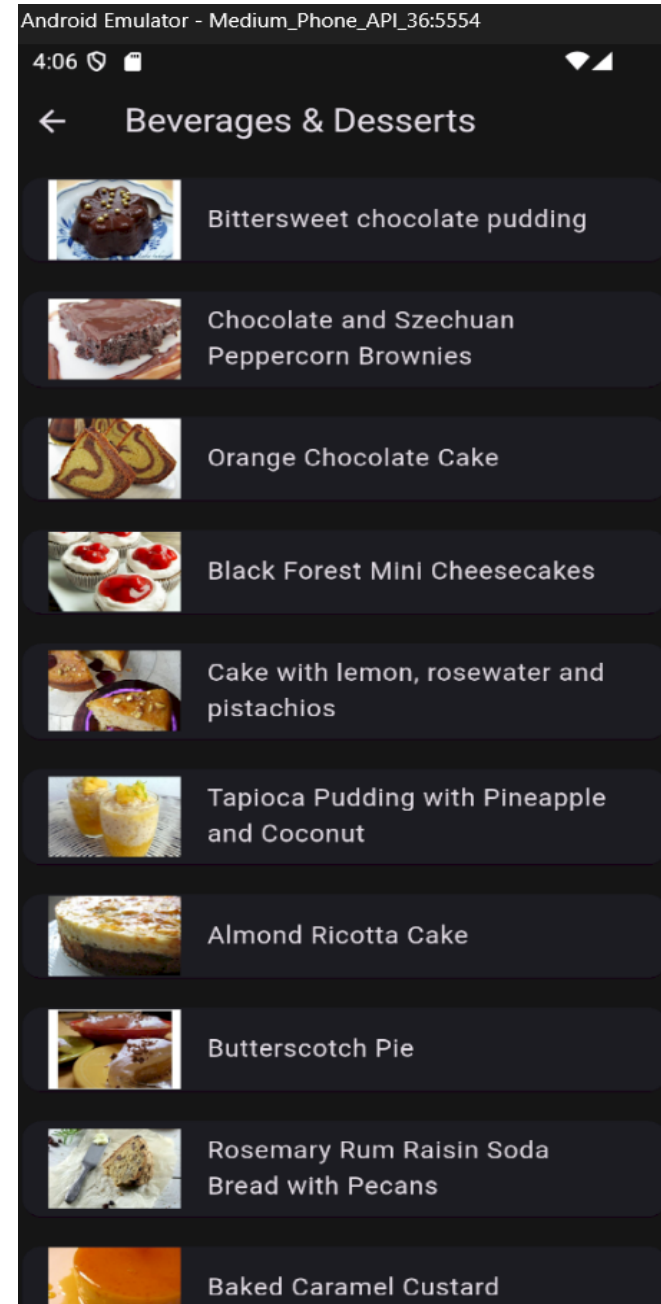 Android Emulator - Medium_Phone_API_36:5554
4:06
Beverages & Desserts
Bittersweet chocolate pudding
Chocolate and Szechuan
Peppercorn Brownies
Orange Chocolate Cake
Black Forest Mini Cheesecakes
Cake with lemon, rosewater and
pistachios
Tapioca Pudding with Pineapple
and Coconut
Almond Ricotta Cake
Butterscotch Pie
Rosemary Rum Raisin Soda
Bread with Pecans
Baked Caramel Custard